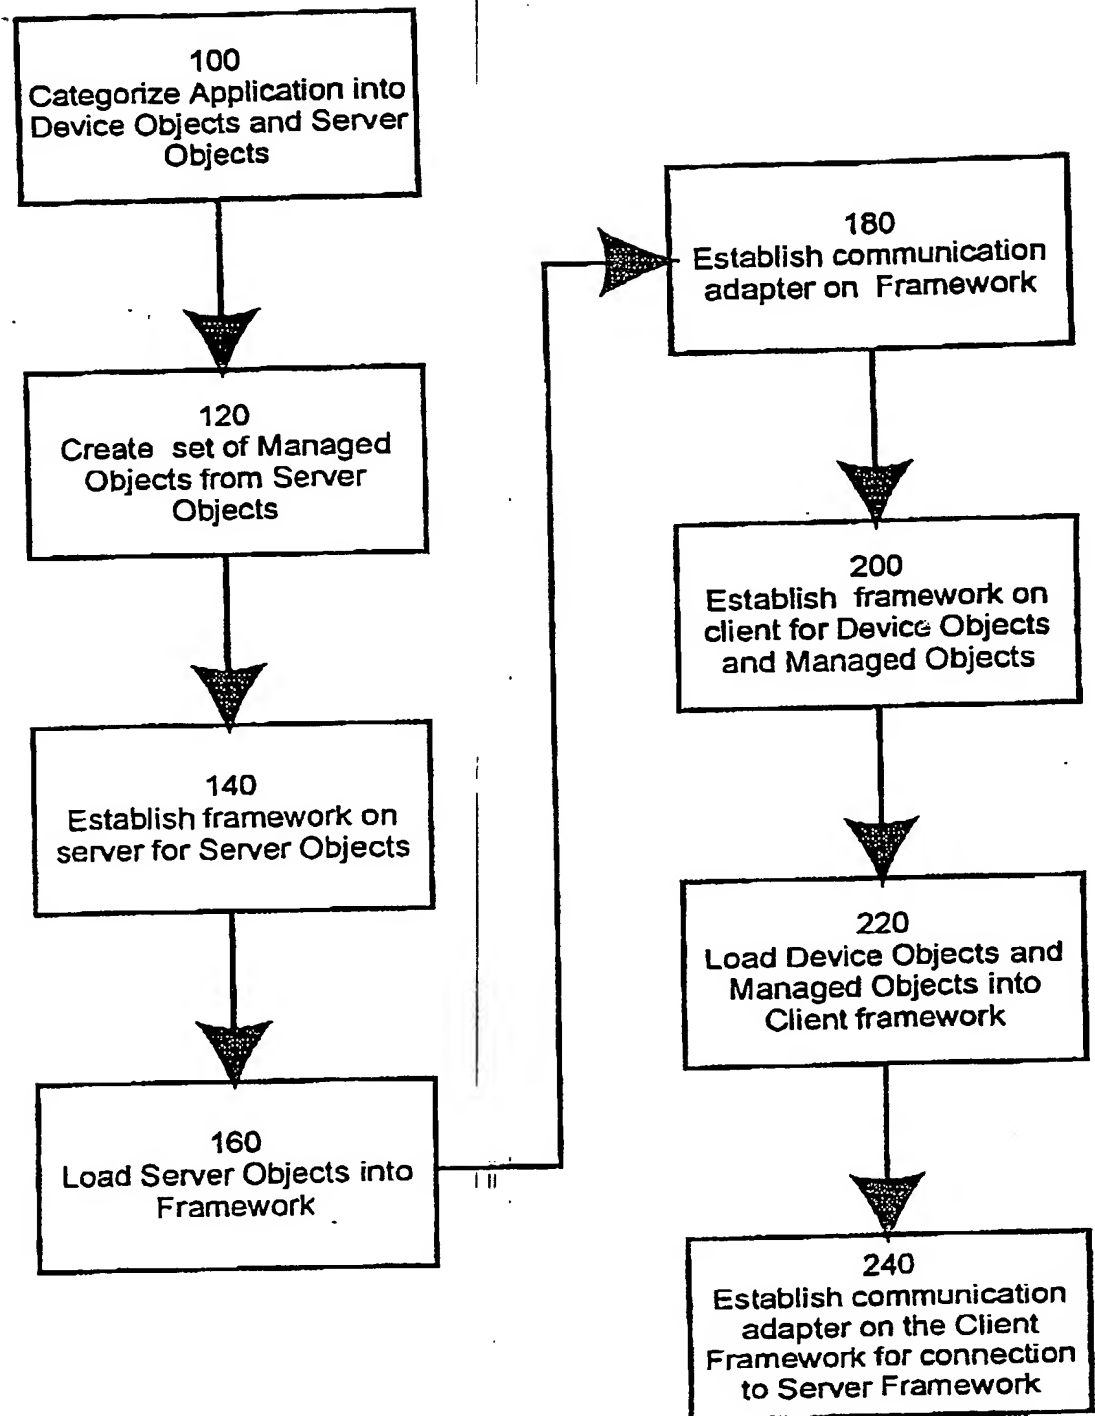 100
Categorize Application into
Device Objects and Server
Objects
120
Create set of Managed
Objects from Server
Objects
140
Establish framework on
server for Server Objects
160
Load Server Objects into
Framework
180
Establish communication
adapter on Framework
200
Establish framework on
client for Device Objects
and Managed Objects
220
Load Device Objects and
Managed Objects into
Client framework
240
Establish communication
adapter on the Client
Framework for connection
to Server Framework